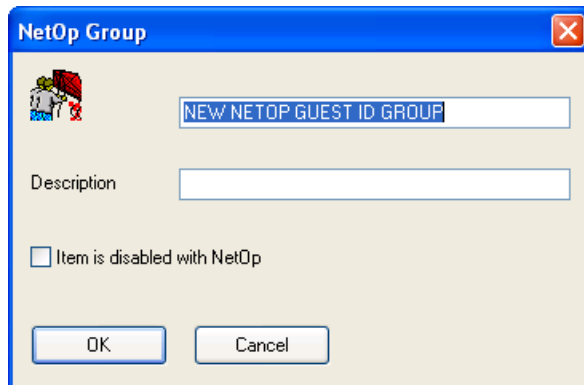 NetOp Group
NEW NETOP GUEST ID GROUP
Description
Item is disabled with NetOp
OK
Cancel